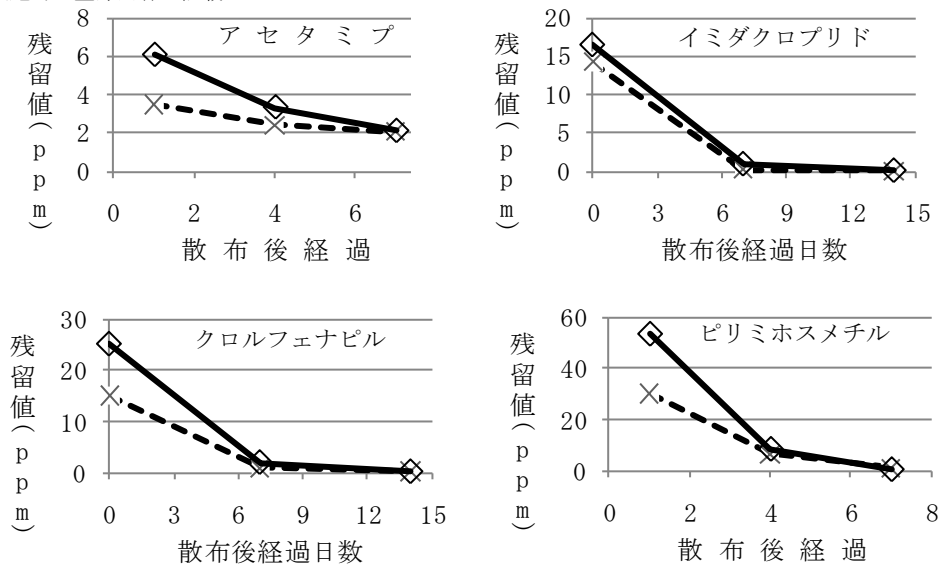 アセタミプ
残留値(ppm)
8
6
4
2
0
0 2 4 6
散布後経過
イミダクロプリド
残留値(ppm)
20
15
10
5
0
0 3 6 9 12 15
散布後経過日数
クロルフェナピル
残留値(ppm)
30
20
10
0
0 3 6 9 12 15
散布後経過日数
ピリミホスメチル
残留値(ppm)
60
40
20
0
0 2 4 6 8
散布後経過